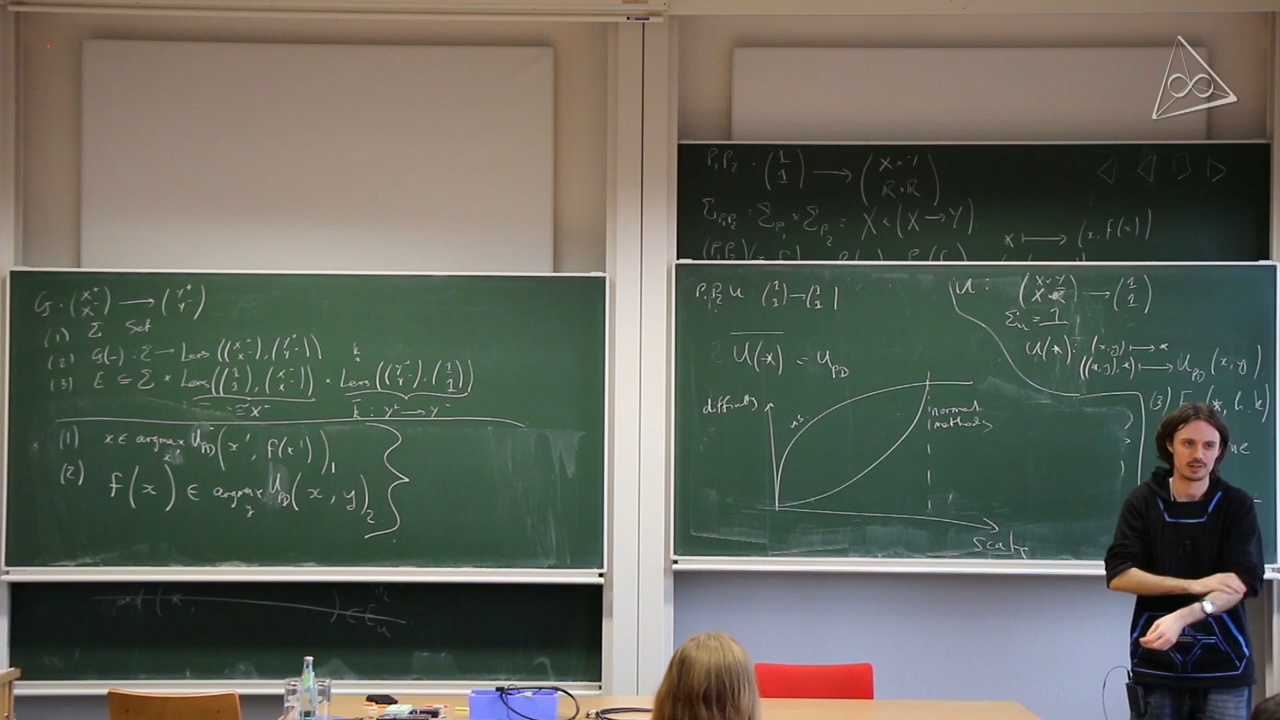 G : (X⁺ X⁻) ⟶ (Y⁺ Y⁻)
(1) Σ Set
(2) G(-) : Σ → Lens((X⁺ X⁻), (Y⁺ Y⁻))
(3) E ⊆ Σ × Lens((1 1), (X⁺ X⁻)) × Lens((Y⁺ Y⁻), (1 1))
≅ X⁺
k : Y⁺ ⟶ Y⁻
(1) x ∈ argmax x' U_PD (x', f(x'))₁
(2) f(x) ∈ argmax y U_PD (x, y)₂
P₁P₂ : (1 1) ⟶ (X × Y R × R)
Σ_P₁P₂ = Σ_P₁ × Σ_P₂ = X × (X → Y)
x ⟼ (x, f(x))
P₁P₂ U : (1 1) → (1 1)
U(*) = U_PD
U : (X×Y X×R) ⟶ (1 1)
Σ_U = 1
U(*) : (x,y) ⟼ *
((x,y),*) ⟼ U_PD (x, y)
difficulty
us
normal
methods
scale
(3)